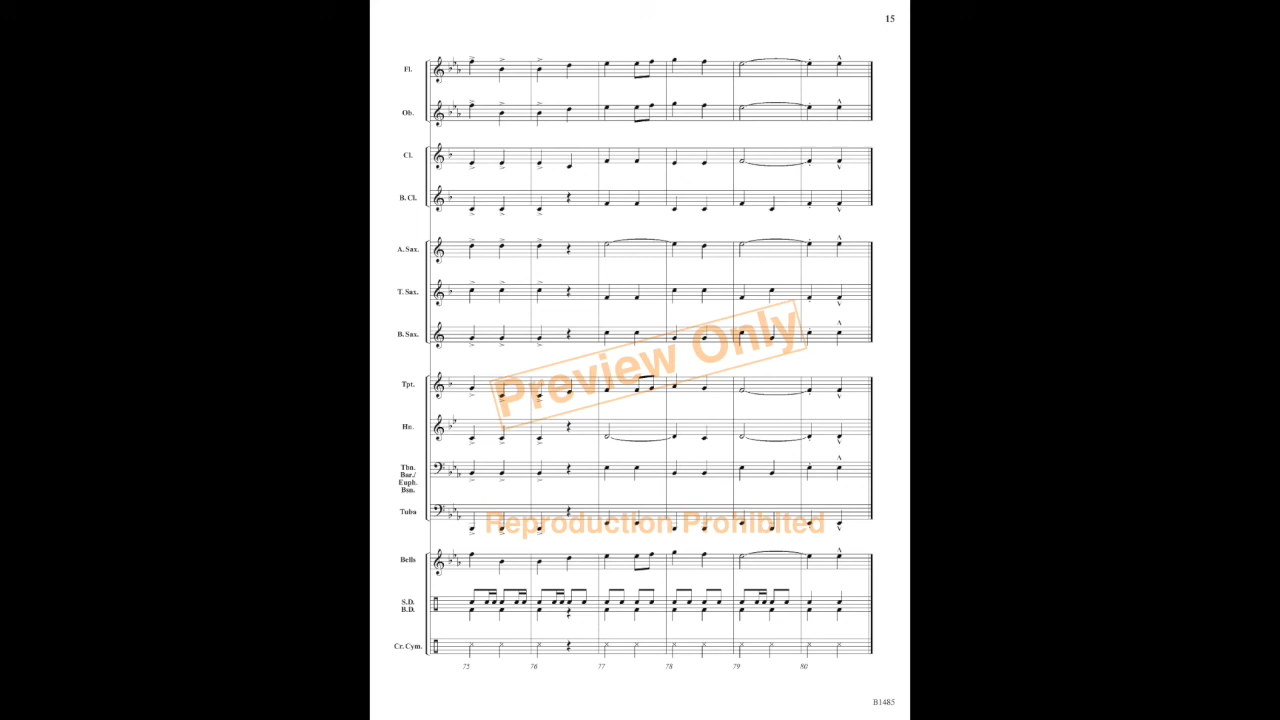 15
Fl.
Ob.
Cl.
B. Cl.
A. Sax.
T. Sax.
B. Sax.
Preview Only
Tpt.
Hn.
Tbn.
Bar./
Euph.
Bsn.
Tuba
Reproduction Prohibited
Bells
S.D.
B.D.
Cr. Cym.
75 76 77 78 79 80
B1485